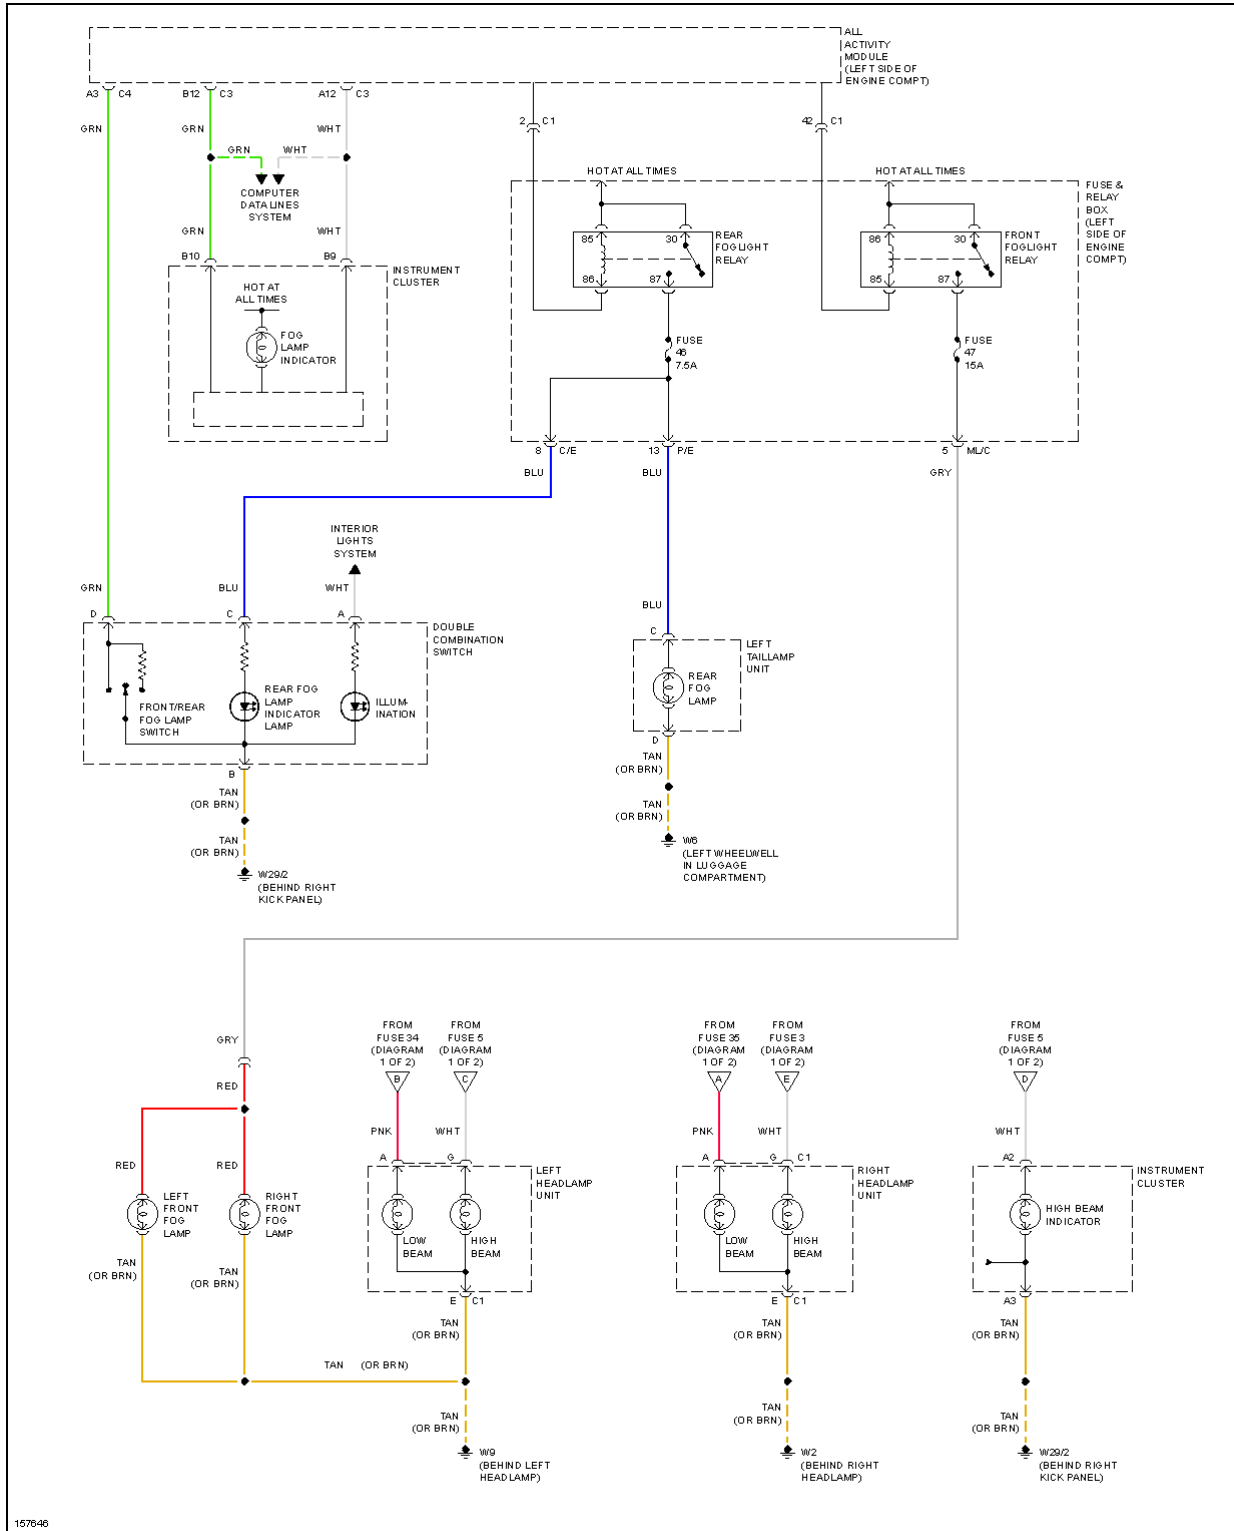 ALL
ACTIVITY
MODULE
(LEFT SIDE OF
ENGINE COMPT)
A3 C4
B12 C3
A12 C3
GRN
GRN
WHT
2 C1
42 C1
GRN
WHT
COMPUTER
DATA LINES
SYSTEM
GRN
WHT
B10
B9
INSTRUMENT
CLUSTER
HOT AT
ALL TIMES
FOG
LAMP
INDICATOR
HOT AT ALL TIMES
HOT AT ALL TIMES
FUSE &
RELAY
BOX
(LEFT
SIDE OF
ENGINE
COMPT)
85 30
86 87
REAR
FOGLIGHT
RELAY
86 30
85 87
FRONT
FOGLIGHT
RELAY
FUSE
46
7.5A
FUSE
47
15A
8 C/E
13 P/E
5 ML/C
BLU
BLU
GRY
INTERIOR
LIGHTS
SYSTEM
GRN
BLU
WHT
BLU
D
C
A
DOUBLE
COMBINATION
SWITCH
FRONT/REAR
FOG LAMP
SWITCH
REAR FOG
LAMP
INDICATOR
LAMP
ILLUM-
INATION
B
TAN
(OR BRN)
TAN
(OR BRN)
W29/2
(BEHIND RIGHT
KICK PANEL)
C
LEFT
TAILLAMP
UNIT
REAR
FOG
LAMP
D
TAN
(OR BRN)
TAN
(OR BRN)
W6
(LEFT WHEELWELL
IN LUGGAGE
COMPARTMENT)
GRY
RED
RED
RED
LEFT
FRONT
FOG
LAMP
RIGHT
FRONT
FOG
LAMP
TAN
(OR BRN)
TAN
(OR BRN)
TAN (OR BRN)
FROM
FUSE 34
(DIAGRAM
1 OF 2)
B
FROM
FUSE 5
(DIAGRAM
1 OF 2)
C
PNK
WHT
A
G
LEFT
HEADLAMP
UNIT
LOW
BEAM
HIGH
BEAM
E C1
TAN
(OR BRN)
TAN
(OR BRN)
W9
(BEHIND LEFT
HEADLAMP)
FROM
FUSE 35
(DIAGRAM
1 OF 2)
A
FROM
FUSE 3
(DIAGRAM
1 OF 2)
E
PNK
WHT
A
G C1
RIGHT
HEADLAMP
UNIT
LOW
BEAM
HIGH
BEAM
E C1
TAN
(OR BRN)
TAN
(OR BRN)
W2
(BEHIND RIGHT
HEADLAMP)
FROM
FUSE 5
(DIAGRAM
1 OF 2)
D
WHT
A2
INSTRUMENT
CLUSTER
HIGH BEAM
INDICATOR
A3
TAN
(OR BRN)
TAN
(OR BRN)
W29/2
(BEHIND RIGHT
KICK PANEL)
157646